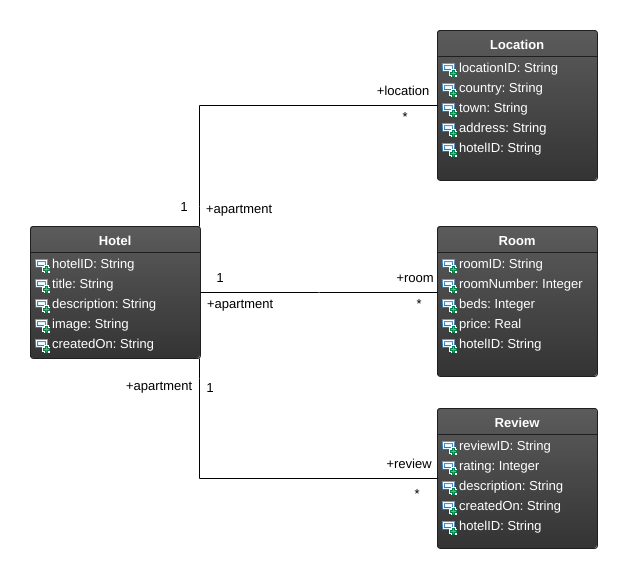 Location
locationID: String
country: String
town: String
address: String
hotelID: String
+location
*
1
+apartment
Hotel
hotelID: String
title: String
description: String
image: String
createdOn: String
1
+apartment
+room
*
Room
roomID: String
roomNumber: Integer
beds: Integer
price: Real
hotelID: String
+apartment
1
+review
*
Review
reviewID: String
rating: Integer
description: String
createdOn: String
hotelID: String